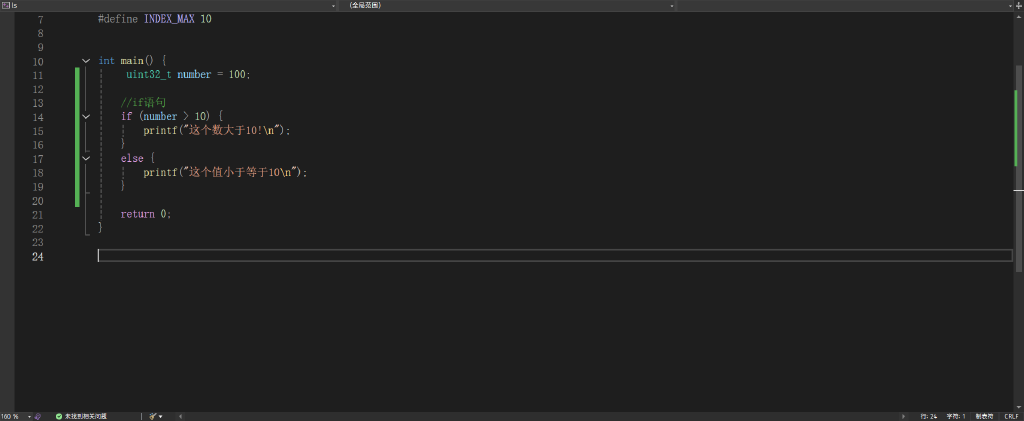 ls
(全局范围)
7 #define INDEX_MAX 10
8
9
10 int main() {
11 uint32_t number = 100;
12
13 //if语句
14 if (number > 10) {
15 printf("这个数大于10!\n");
16 }
17 else {
18 printf("这个值小于等于10\n");
19 }
20
21 return 0;
22 }
23
24
160 % 未找到相关问题 行: 24 字符: 1 制表符 CRLF